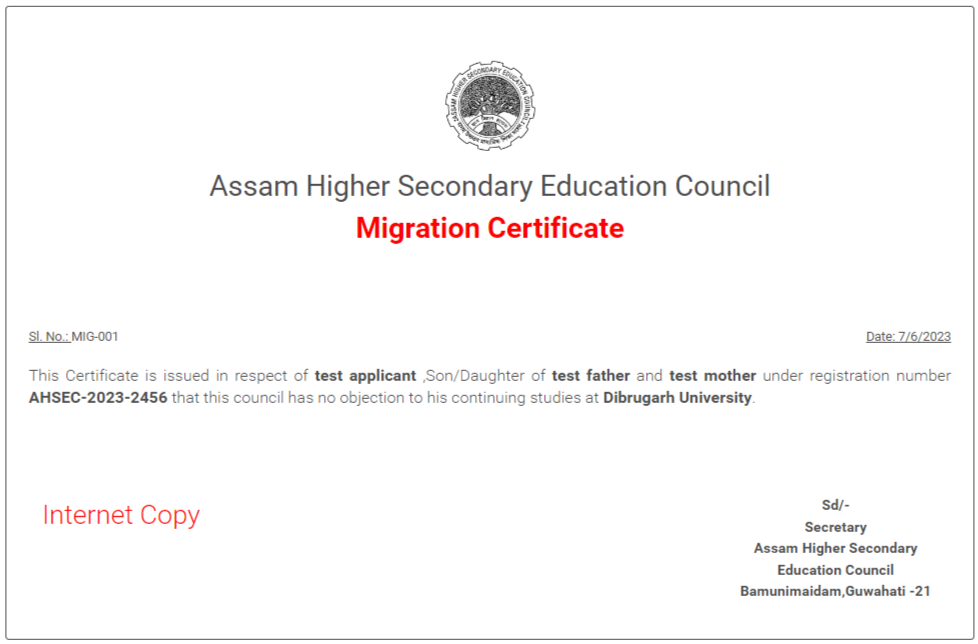 ASSAM HIGHER SECONDARY EDUCATION COUNCIL
Assam Higher Secondary Education Council
Migration Certificate
Sl. No.: MIG-001
Date: 7/6/2023
This Certificate is issued in respect of test applicant ,Son/Daughter of test father and test mother under registration number
AHSEC-2023-2456 that this council has no objection to his continuing studies at Dibrugarh University.
Internet Copy
Sd/-
Secretary
Assam Higher Secondary
Education Council
Bamunimaidam,Guwahati -21